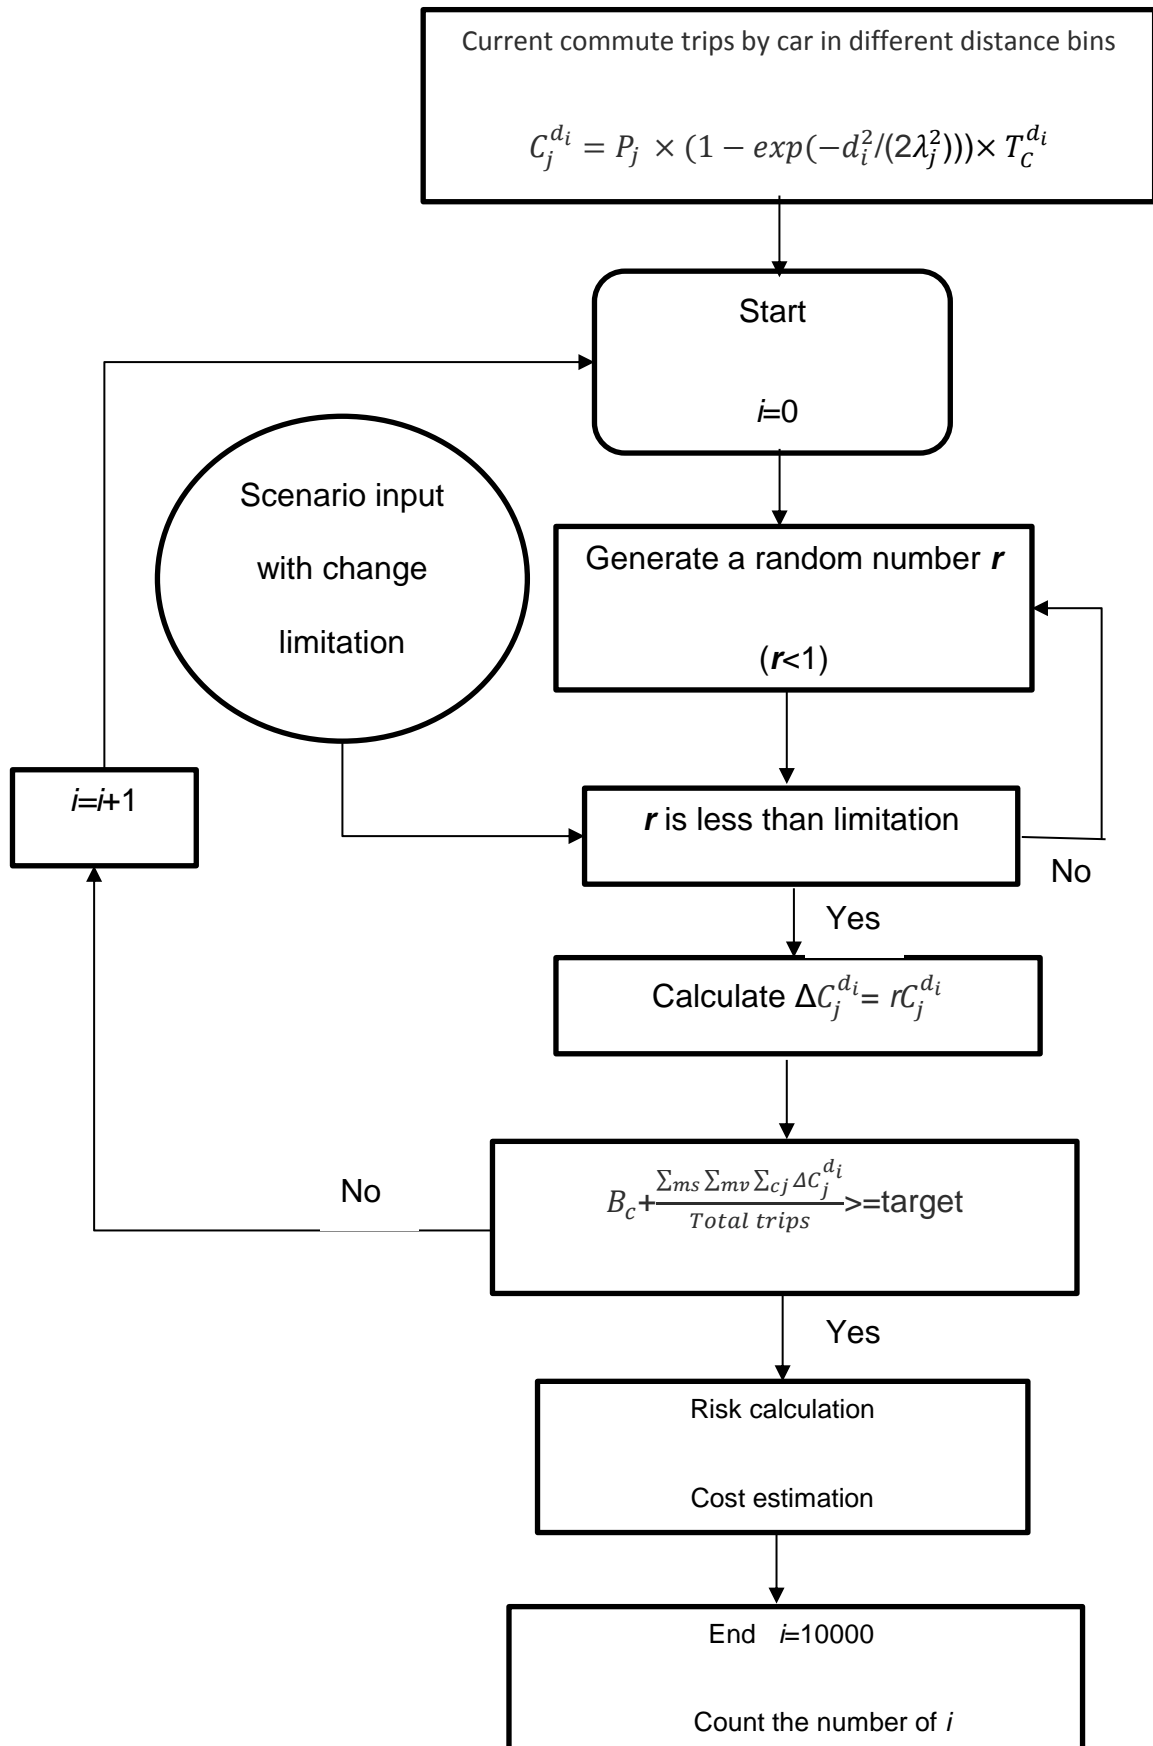 Current commute trips by car in different distance bins
C_j^{d_i} = P_j × (1 − exp(−d_i^2/(2λ_j^2)))× T_C^{d_i}
Start
i=0
Scenario input
with change
limitation
Generate a random number r
(r<1)
i=i+1
r is less than limitation
No
Yes
Calculate ΔC_j^{d_i}= rC_j^{d_i}
No
B_c+\frac{∑_{ms} ∑_{mv} ∑_{cj} ΔC_j^{d_i}}{Total trips}>=target
Yes
Risk calculation
Cost estimation
End i=10000
Count the number of i